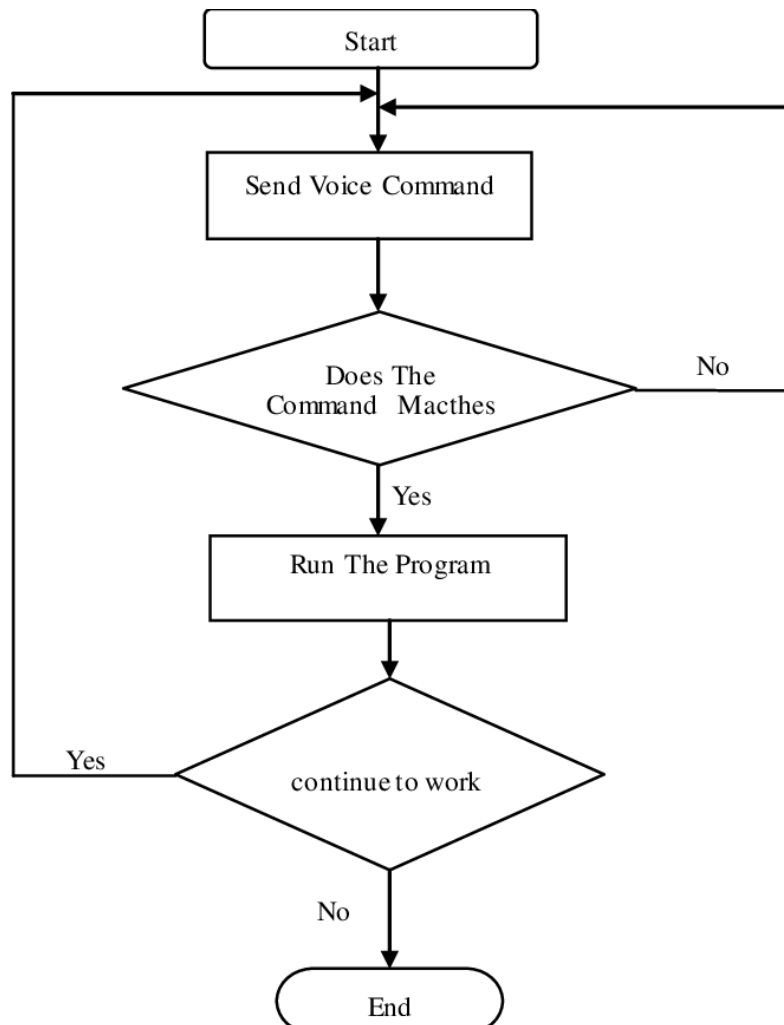 Start
Send Voice Command
Does The
Command Macthes
No
Yes
Run The Program
Yes
continue to work
No
End